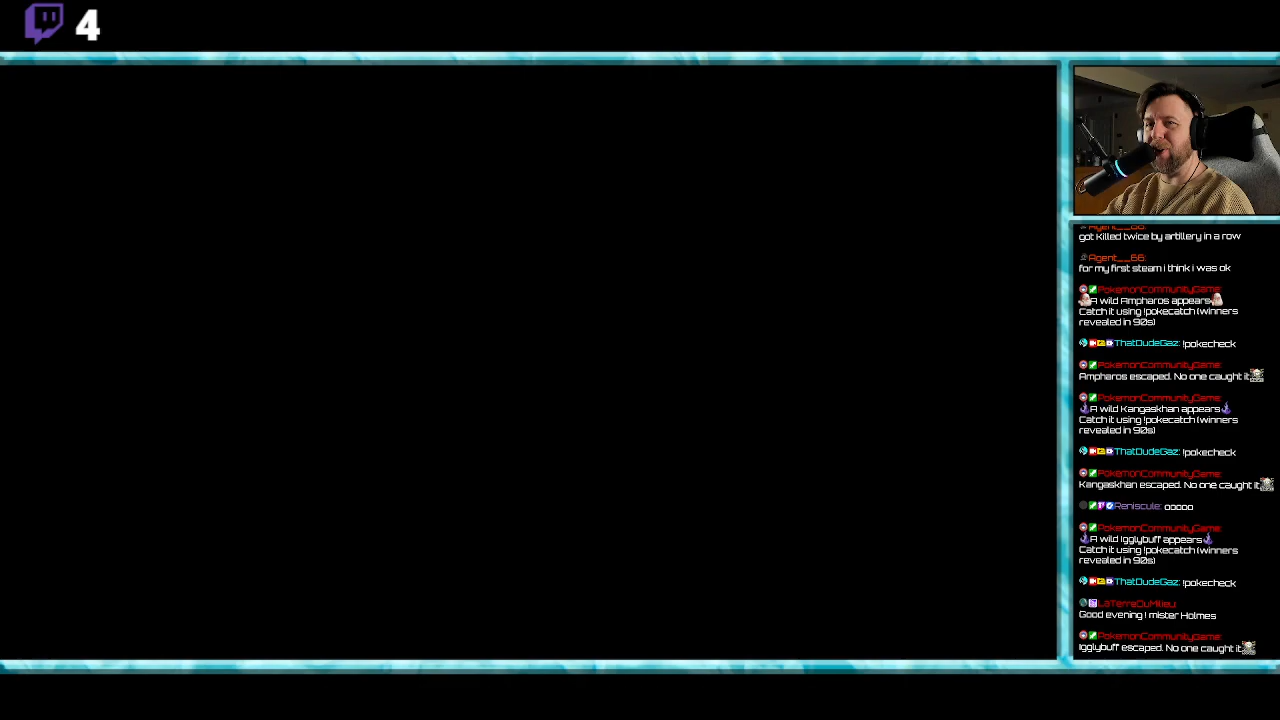 4
got Killed twice by artillery in a row
Agent__66:
for my first steam i think i was ok
PokemonCommunityGame:
A wild Ampharos appears
Catch it using !pokecatch (winners
revealed in 90s)
ThatDudeGaz: !pokecheck
PokemonCommunityGame:
Ampharos escaped. No one caught it
PokemonCommunityGame:
A wild Kangaskhan appears
Catch it using !pokecatch (winners
revealed in 90s)
ThatDudeGaz: !pokecheck
PokemonCommunityGame:
Kangaskhan escaped. No one caught it
Reniscule: ooooo
PokemonCommunityGame:
A wild Igglybuff appears
Catch it using !pokecatch (winners
revealed in 90s)
ThatDudeGaz: !pokecheck
LaTerreDuMilieu:
Good evening ! mister Holmes
PokemonCommunityGame:
Igglybuff escaped. No one caught it